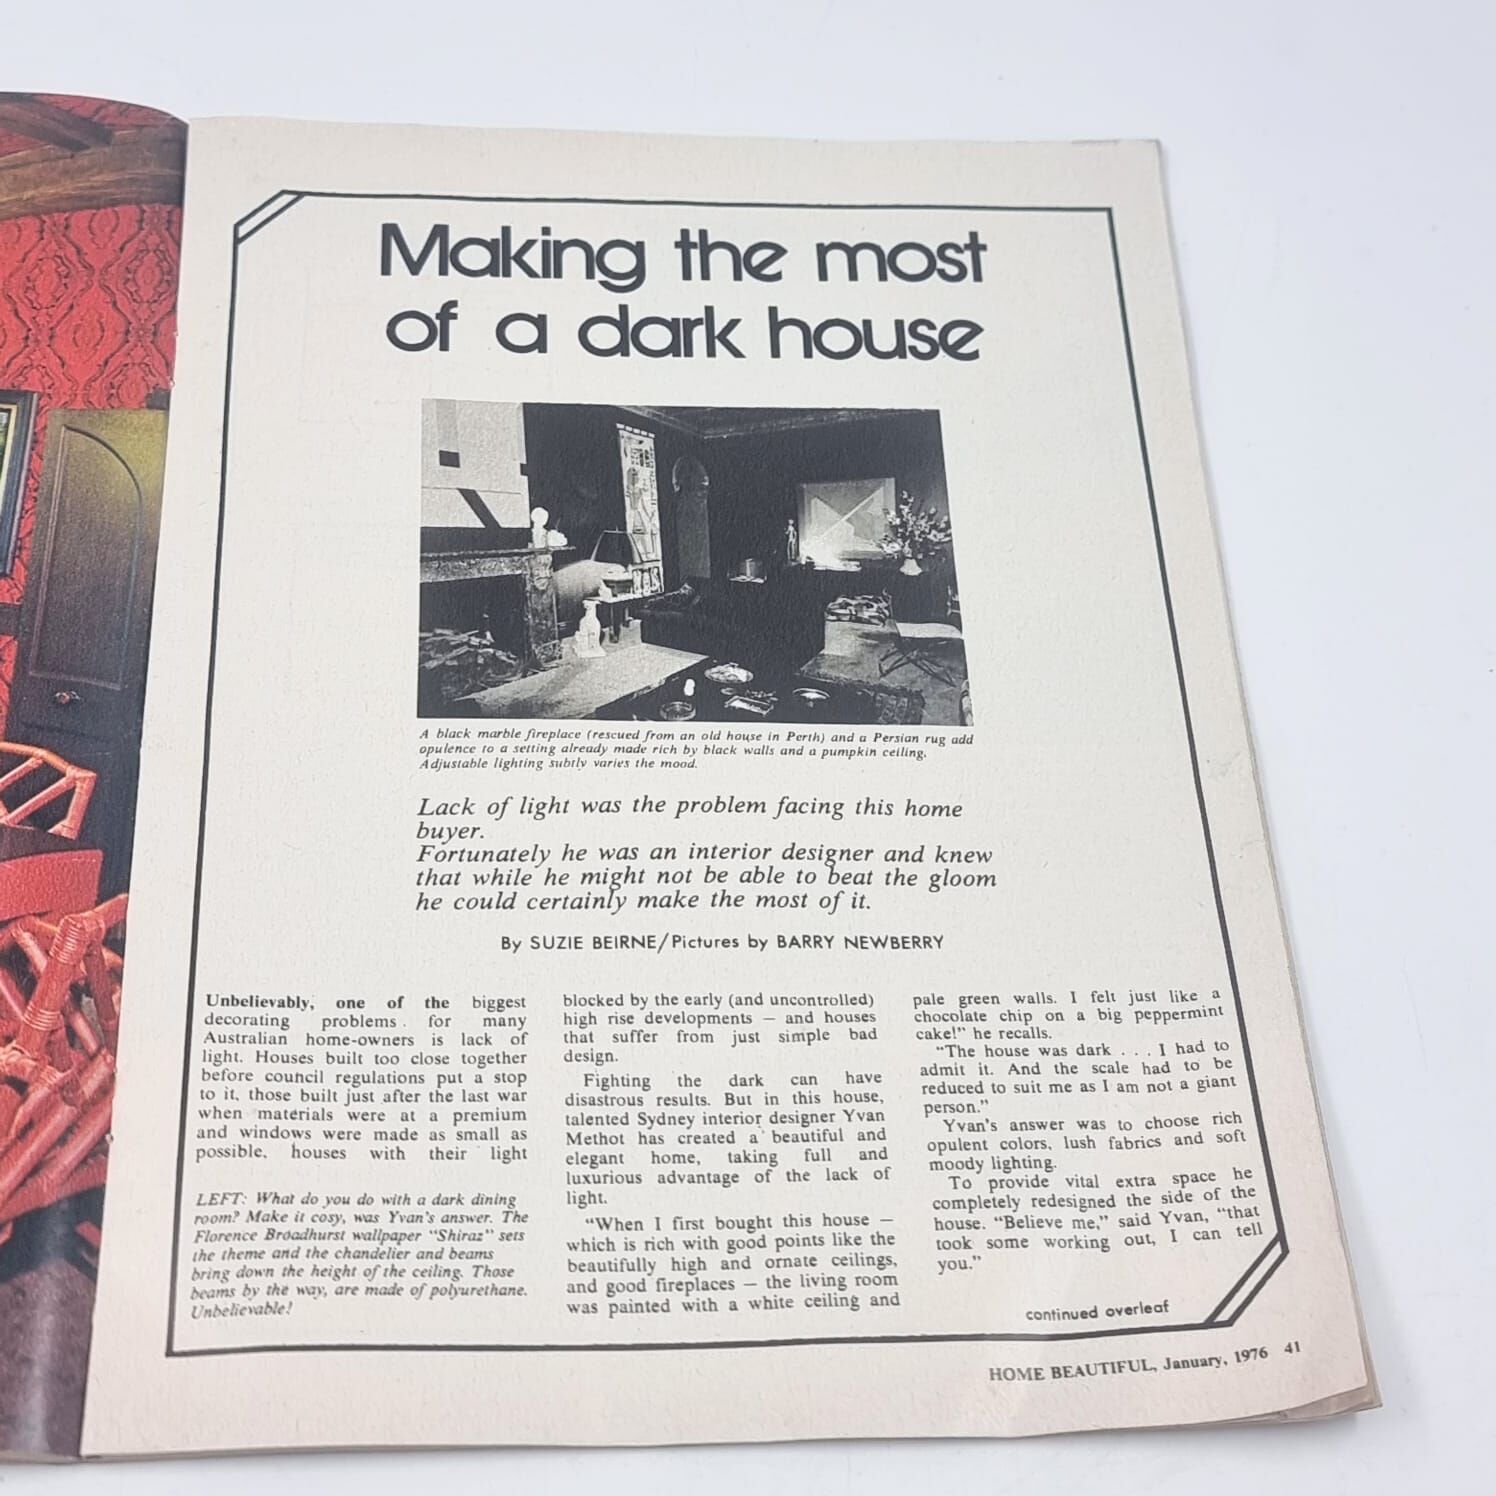 Making the most
of a dark house
A black marble fireplace (rescued from an old house in Perth) and a Persian rug add
opulence to a setting already made rich by black walls and a pumpkin ceiling.
Adjustable lighting subtly varies the mood.
Lack of light was the problem facing this home
buyer.
Fortunately he was an interior designer and knew
that while he might not be able to beat the gloom
he could certainly make the most of it.
By SUZIE BEIRNE/Pictures by BARRY NEWBERRY
Unbelievably, one of the biggest
decorating problems for many
Australian home-owners is lack of
light. Houses built too close together
before council regulations put a stop
to it, those built just after the last war
when materials were at a premium
and windows were made as small as
possible, houses with their light
LEFT: What do you do with a dark dining
room? Make it cosy, was Yvan's answer. The
Florence Broadhurst wallpaper "Shiraz" sets
the theme and the chandelier and beams
bring down the height of the ceiling. Those
beams by the way, are made of polyurethane.
Unbelievable!
blocked by the early (and uncontrolled)
high rise developments — and houses
that suffer from just simple bad
design.
Fighting the dark can have
disastrous results. But in this house,
talented Sydney interior designer Yvan
Methot has created a beautiful and
elegant home, taking full and
luxurious advantage of the lack of
light.
"When I first bought this house —
which is rich with good points like the
beautifully high and ornate ceilings,
and good fireplaces — the living room
was painted with a white ceiling and
pale green walls. I felt just like a
chocolate chip on a big peppermint
cake!" he recalls.
"The house was dark . . . I had to
admit it. And the scale had to be
reduced to suit me as I am not a giant
person."
Yvan's answer was to choose rich
opulent colors, lush fabrics and soft
moody lighting.
To provide vital extra space he
completely redesigned the side of the
house. "Believe me," said Yvan, "that
took some working out, I can tell
you."
continued overleaf
HOME BEAUTIFUL, January, 1976 41